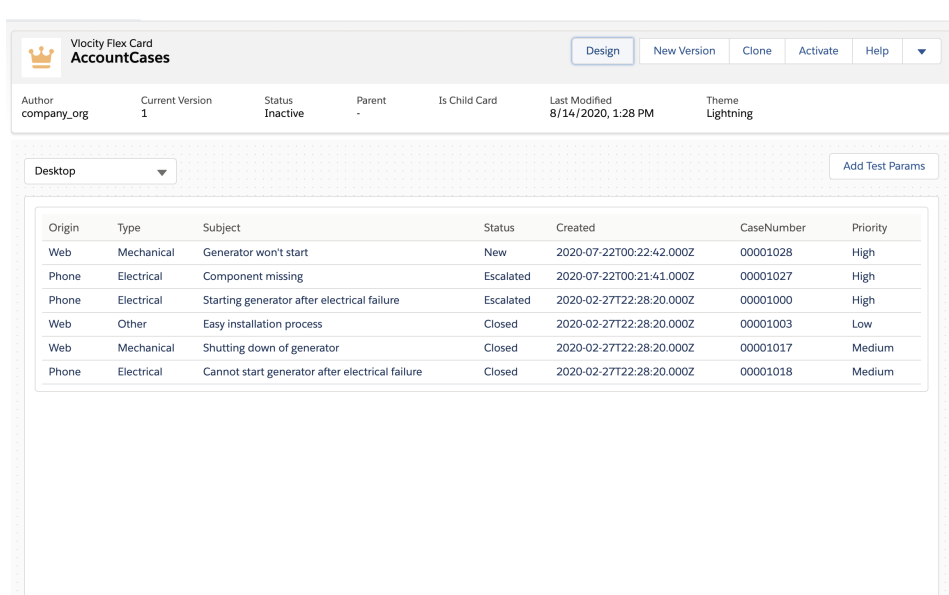 Vlocity Flex Card
AccountCases
Design New Version Clone Activate Help
Author Current Version Status Parent Is Child Card Last Modified Theme
company_org 1 Inactive - 8/14/2020, 1:28 PM Lightning
Desktop
Add Test Params
Origin Type Subject Status Created CaseNumber Priority
Web Mechanical Generator won't start New 2020-07-22T00:22:42.000Z 00001028 High
Phone Electrical Component missing Escalated 2020-07-22T00:21:41.000Z 00001027 High
Phone Electrical Starting generator after electrical failure Escalated 2020-02-27T22:28:20.000Z 00001000 High
Web Other Easy installation process Closed 2020-02-27T22:28:20.000Z 00001003 Low
Web Mechanical Shutting down of generator Closed 2020-02-27T22:28:20.000Z 00001017 Medium
Phone Electrical Cannot start generator after electrical failure Closed 2020-02-27T22:28:20.000Z 00001018 Medium